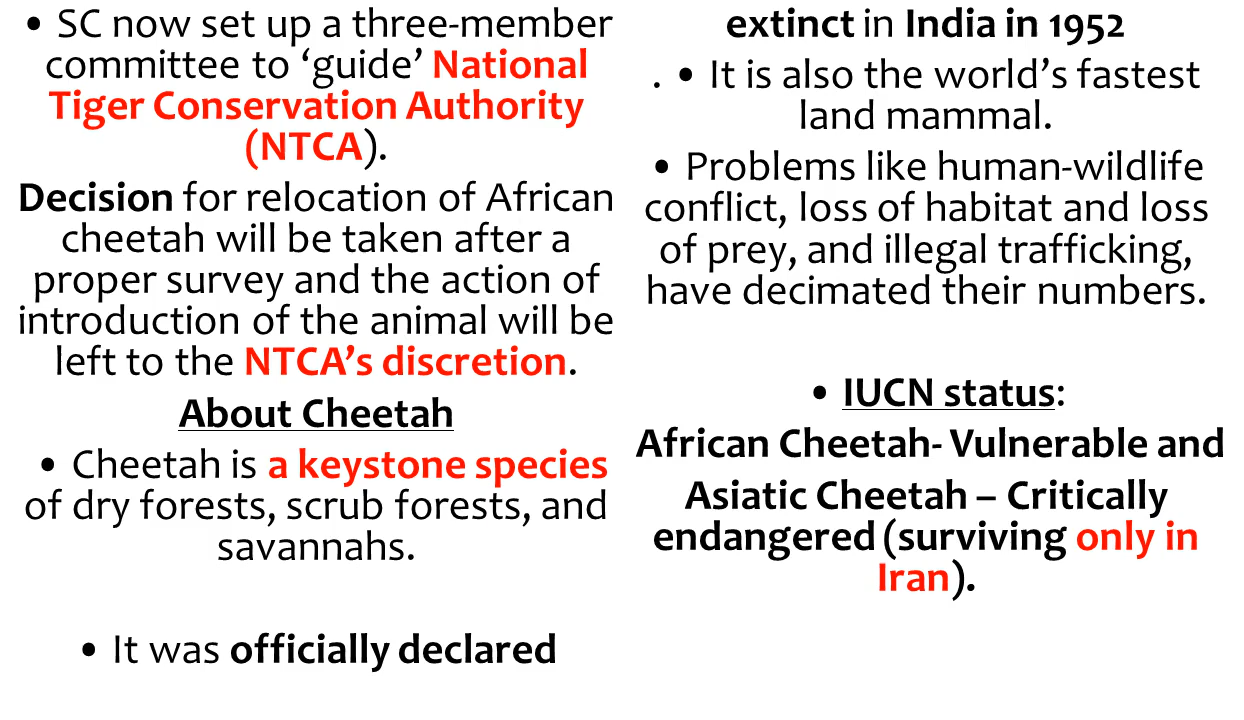 • SC now set up a three-member
committee to ‘guide’ National
Tiger Conservation Authority
(NTCA).
Decision for relocation of African
cheetah will be taken after a
proper survey and the action of
introduction of the animal will be
left to the NTCA’s discretion.
About Cheetah
• Cheetah is a keystone species
of dry forests, scrub forests, and
savannahs.
• It was officially declared
extinct in India in 1952
. • It is also the world’s fastest
land mammal.
• Problems like human-wildlife
conflict, loss of habitat and loss
of prey, and illegal trafficking,
have decimated their numbers.
• IUCN status:
African Cheetah- Vulnerable and
Asiatic Cheetah – Critically
endangered (surviving only in
Iran).